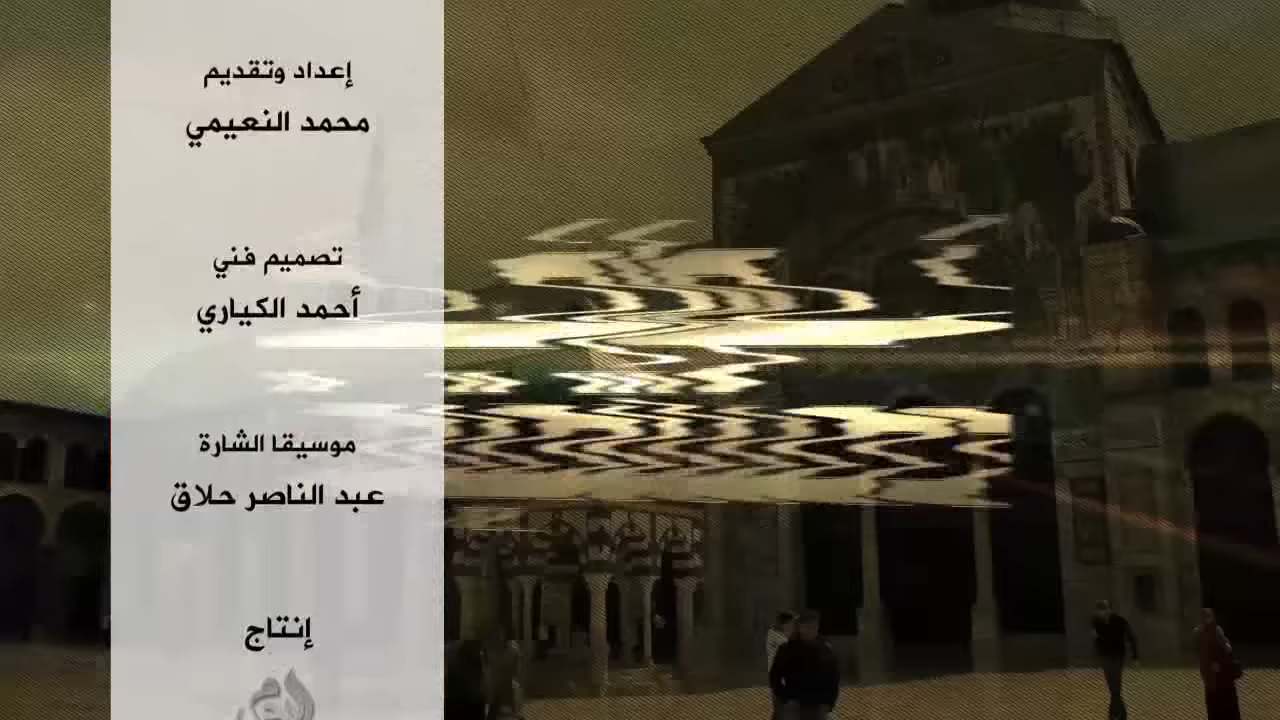 إعداد وتقديم
محمد النعيمي
تصميم فني
أحمد الكياري
موسيقا الشارة
عبد الناصر حلاق
إنتاج